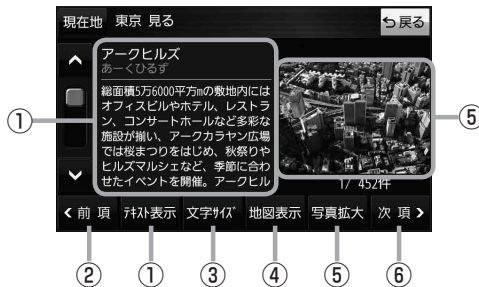 現在地 東京 見る
戻る
アークヒルズ
あーくひるず
総面積5万6000平方mの敷地内には
オフィスビルやホテル、レストラ
ン、コンサートホールなど多彩な
施設が揃い、アークカラヤン広場
では桜まつりをはじめ、秋祭りや
ヒルズマルシェなど、季節に合わ
せたイベントを開催。アークヒル
①
⑤
1/ 452件
前 項
テキスト表示
文字サイズ
地図表示
写真拡大
次 項
②
①
③
④
⑤
⑥